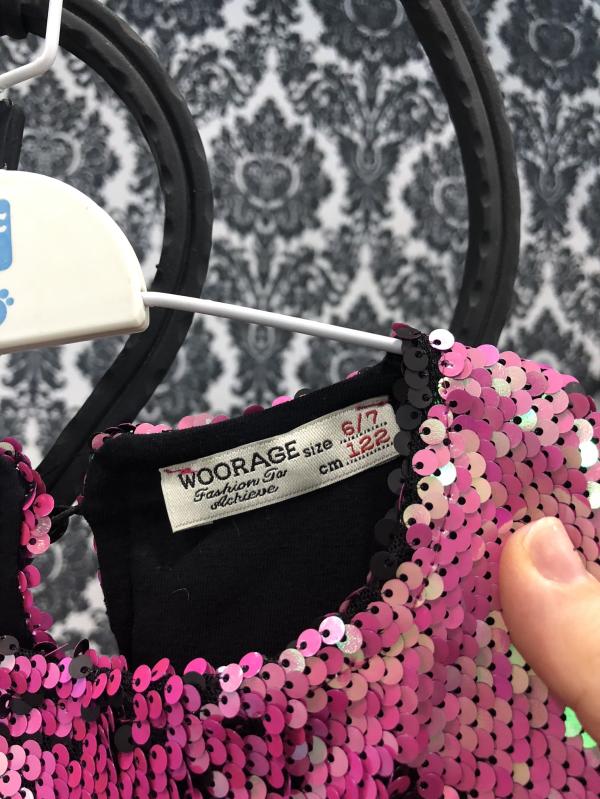 WOORAGE
Fashion To
Achieve
size 6/7
cm 122